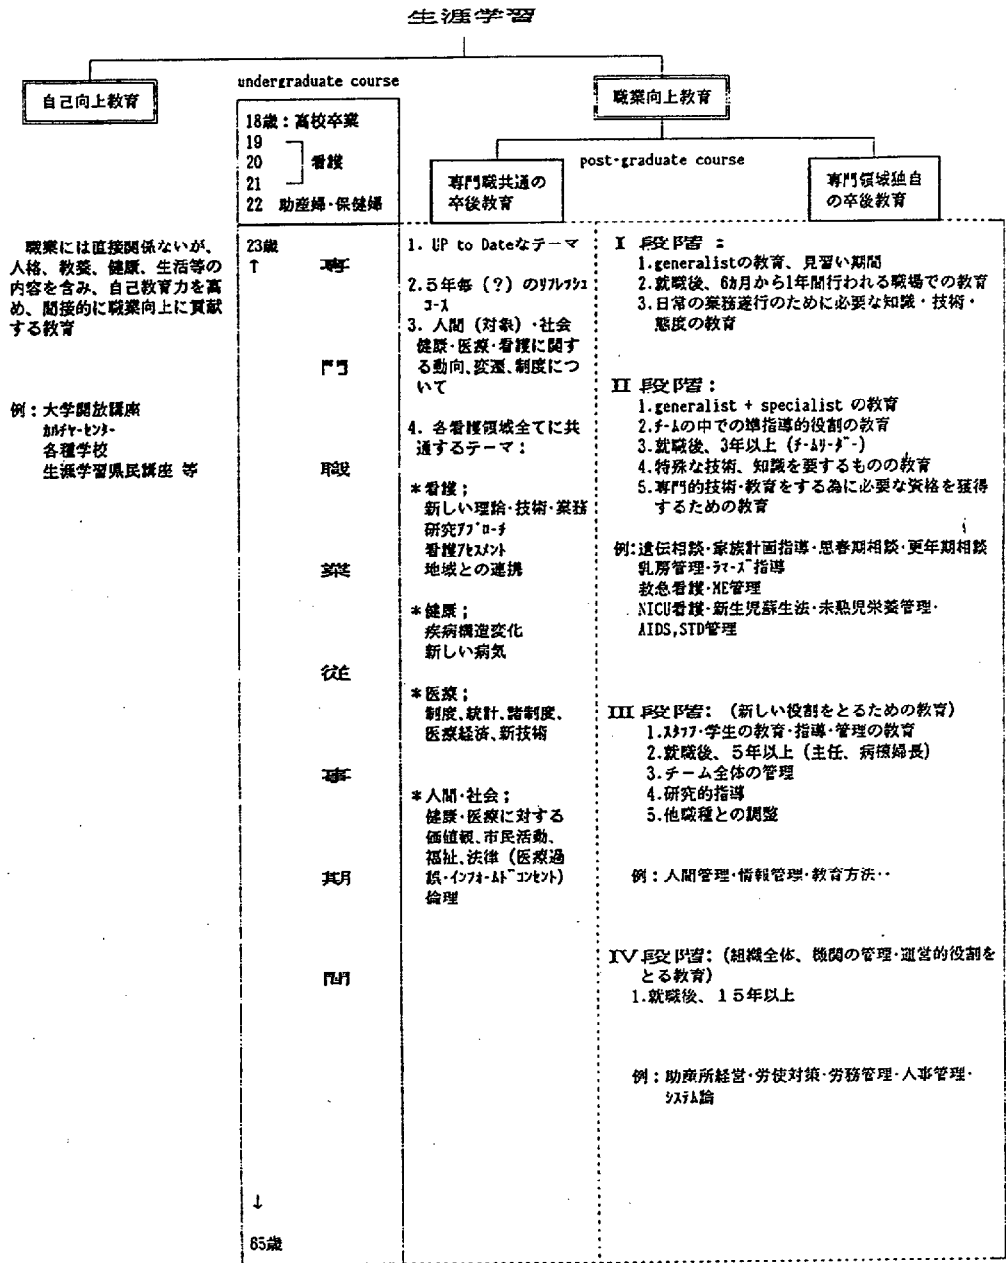 生涯学習
自己向上教育
undergraduate course
職業向上教育
18歳：高校卒業
19
20 看護
21
22 助産婦・保健婦
post-graduate course
専門職共通の
卒後教育
専門領域独自
の卒後教育
職業には直接関係ないが、
人格、教養、健康、生活等の
内容を含み、自己教育力を高
め、間接的に職業向上に貢献
する教育
例：大学開放講座
ｶﾙﾁｬｰｾﾝﾀｰ
各種学校
生涯学習県民講座 等
23歳
↑
専
門
職
業
従
事
期
間
↓
65歳
1. UP to Dateなテーマ
2.５年毎（？）のﾘﾌﾚｯｼｭ
ｺｰｽ
3. 人間（対象）・社会
健康・医療・看護に関す
る動向、変遷、制度につ
いて
4. 各看護領域全てに共
通するテーマ：
＊看護；
新しい理論・技術・業務
研究ｱﾌﾟﾛｰﾁ
看護ｱｾｽﾒﾝﾄ
地域との連携
＊健康；
疾病構造変化
新しい病気
＊医療；
制度、統計、諸制度、
医療経済、新技術
＊人間・社会；
健康・医療に対する
価値観、市民活動、
福祉、法律（医療過
誤・ｲﾝﾌｫｰﾑﾄﾞｺﾝｾﾝﾄ）
倫理
I 段階：
1.generalistの教育、見習い期間
2.就職後、6ｶ月から1年間行われる職場での教育
3.日常の業務遂行のために必要な知識・技術・
態度の教育
II 段階：
1.generalist + specialist の教育
2.ﾁｰﾑの中での準指導的役割の教育
3.就職後、3年以上（ﾁｰﾑﾘｰﾀﾞｰ）
4.特殊な技術、知識を要するものの教育
5.専門的技術・教育をする為に必要な資格を獲得
するための教育
例：遺伝相談・家族計画指導・思春期相談・更年期相談
乳房管理・ﾗﾏｰｽﾞ指導
救急看護・ME管理
NICU看護・新生児蘇生法・未熟児栄養管理・
AIDS,STD管理
III 段階：（新しい役割をとるための教育）
1.ｽﾀｯﾌ・学生の教育・指導・管理の教育
2.就職後、５年以上（主任、病棟婦長）
3.チーム全体の管理
4.研究的指導
5.他職種との調整
例：人間管理・情報管理・教育方法‥
IV 段階：（組織全体、機関の管理・運営的役割を
とる教育）
1.就職後、１５年以上
例：助産所経営・労使対策・労務管理・人事管理・
ｼｽﾃﾑ論